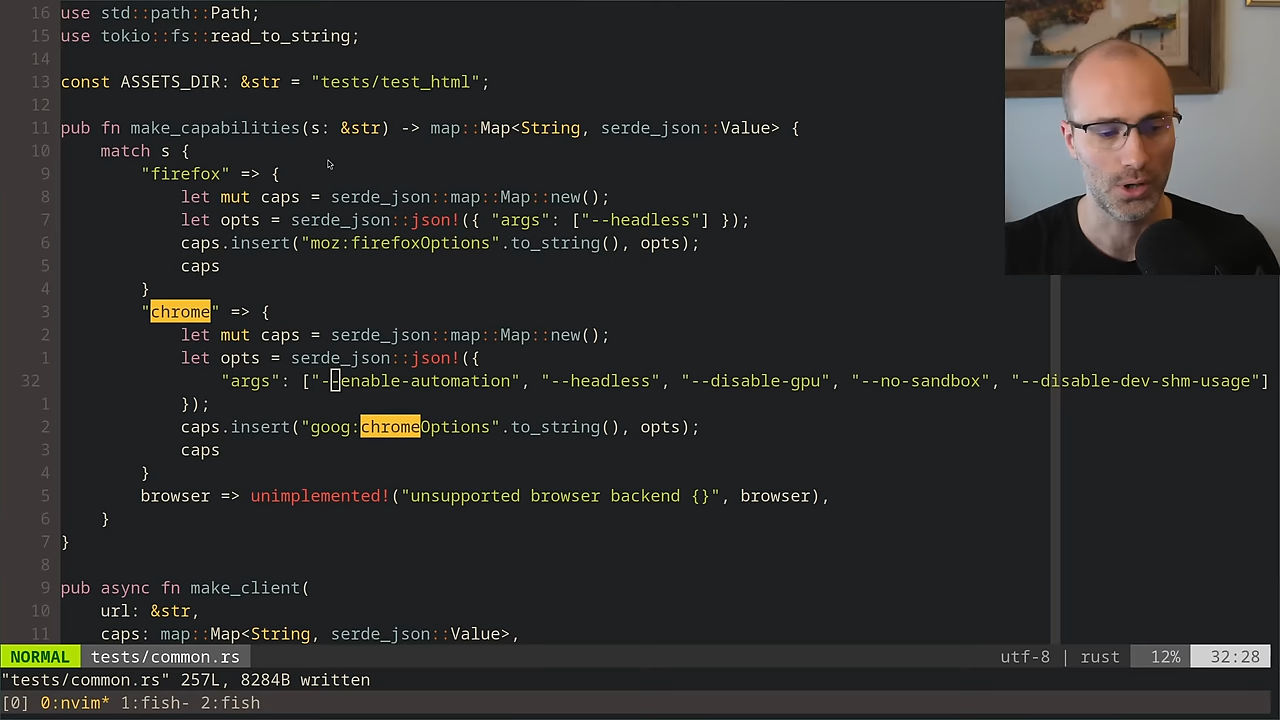 16 use std::path::Path;
15 use tokio::fs::read_to_string;
14
13 const ASSETS_DIR: &str = "tests/test_html";
12
11 pub fn make_capabilities(s: &str) -> map::Map<String, serde_json::Value> {
10     match s {
9         "firefox" => {
8             let mut caps = serde_json::map::Map::new();
7             let opts = serde_json::json!({ "args": ["--headless"] });
6             caps.insert("moz:firefoxOptions".to_string(), opts);
5             caps
4         }
3         "chrome" => {
2             let mut caps = serde_json::map::Map::new();
1             let opts = serde_json::json!({
32                 "args": ["--enable-automation", "--headless", "--disable-gpu", "--no-sandbox", "--disable-dev-shm-usage"]
1             });
2             caps.insert("goog:chromeOptions".to_string(), opts);
3             caps
4         }
5         browser => unimplemented!("unsupported browser backend {}", browser),
6     }
7 }
8
9 pub async fn make_client(
10     url: &str,
11     caps: map::Map<String, serde_json::Value>,
NORMAL tests/common.rs utf-8 | rust 12% 32:28
"tests/common.rs" 257L, 8284B written
[0] 0:nvim* 1:fish- 2:fish